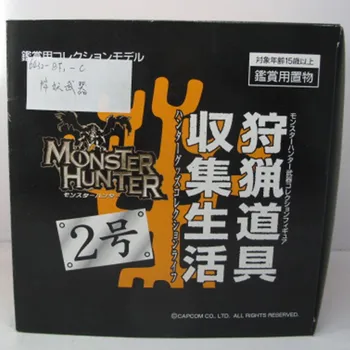 鑑賞用コレクションモデル
対象年齢15歳以上
鑑賞用置物
MONSTER HUNTER
モンスターハンター
2号
モンスターハンター武器コレクションフィギュア
狩猟道具
収集生活
ハンターグッズコレクションライフ
©CAPCOM CO., LTD. ALL RIGHTS RESERVED.